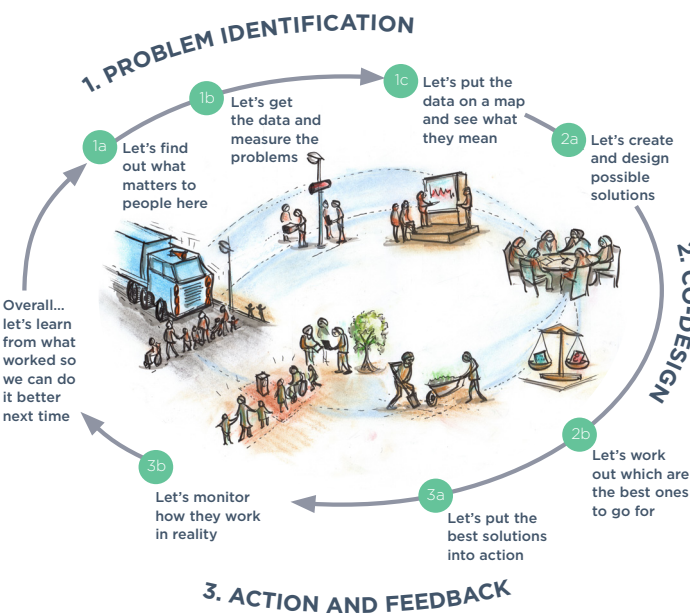 1. PROBLEM IDENTIFICATION
1a
Let's find
out what
matters to
people here
1b
Let's get
the data and
measure the
problems
1c
Let's put the
data on a map
and see what
they mean
2a
Let's create
and design
possible
solutions
2. CO-DESIGN
2b
Let's work
out which are
the best ones
to go for
3a
Let's put the
best solutions
into action
3. ACTION AND FEEDBACK
3b
Let's monitor
how they work
in reality
Overall...
let's learn
from what
worked so
we can do
it better
next time